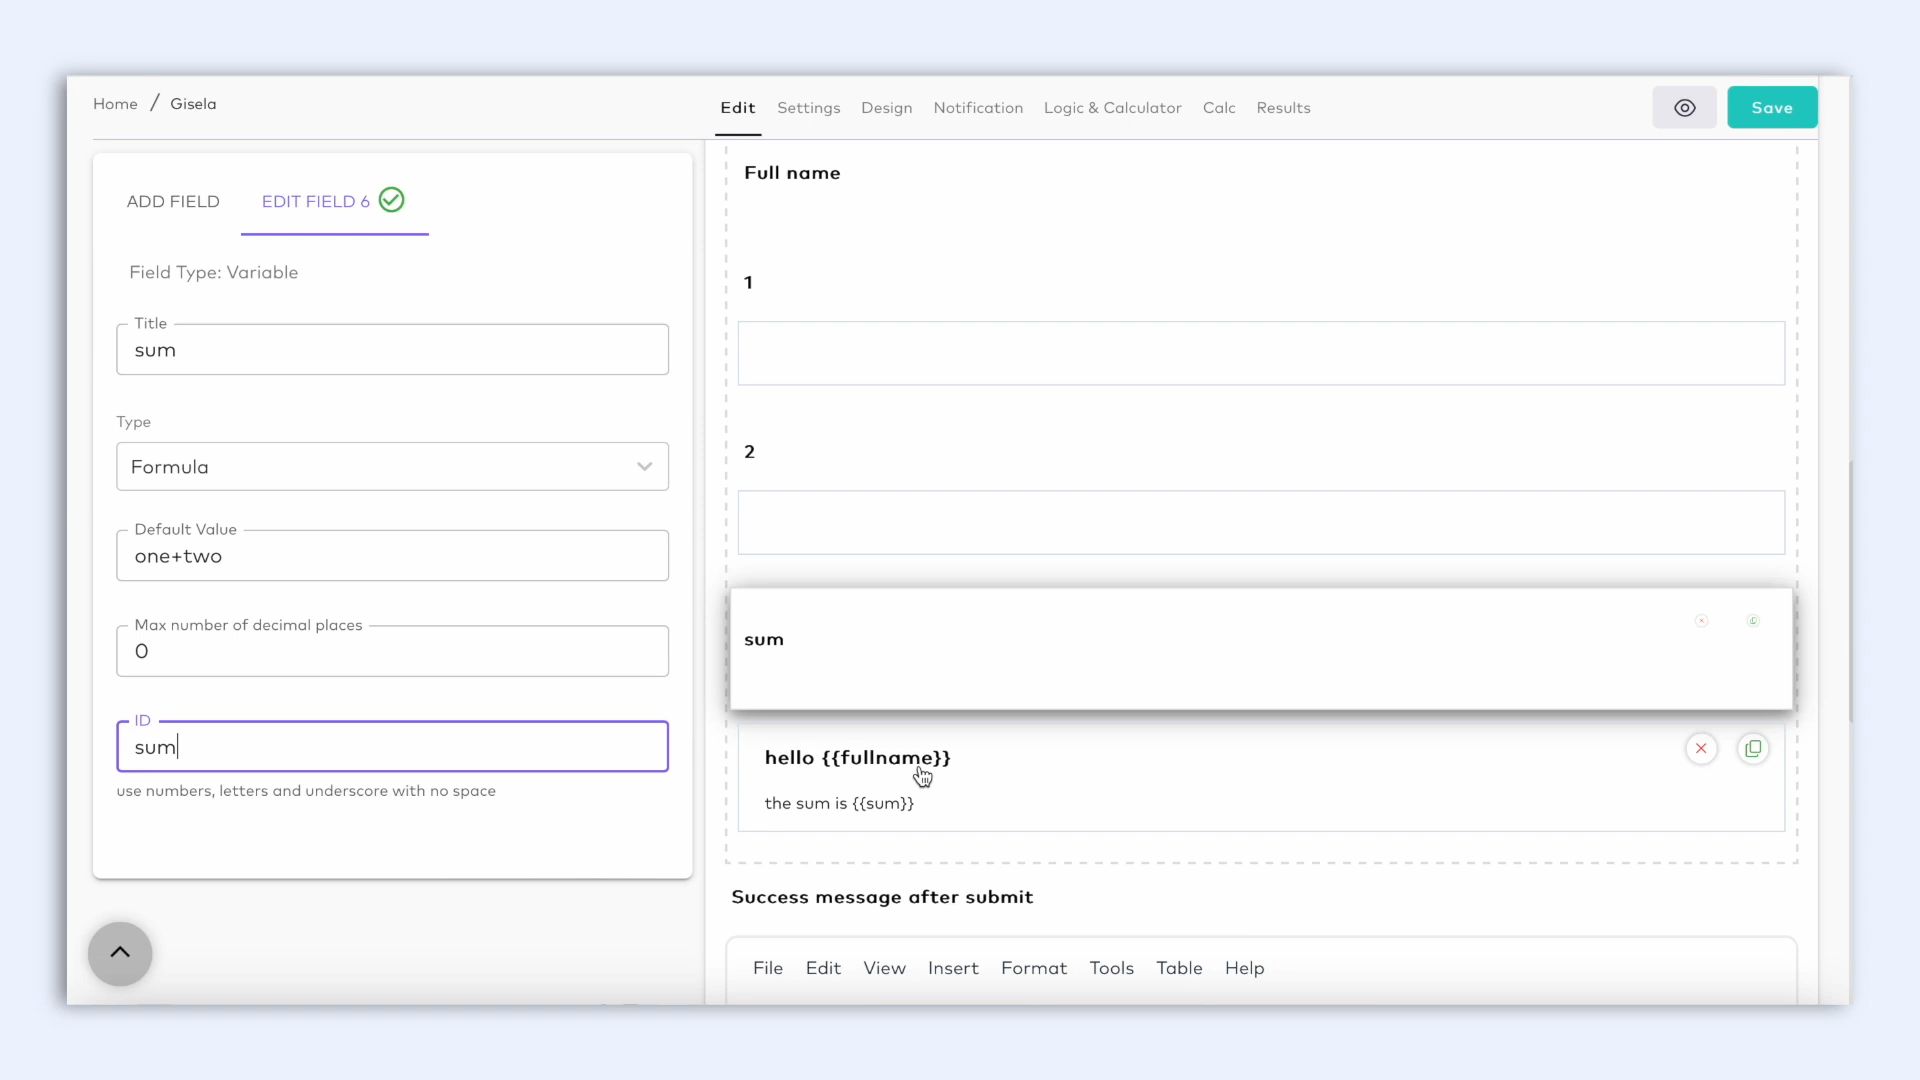 Home / Gisela
Edit Settings Design Notification Logic & Calculator Calc Results
Save
ADD FIELD EDIT FIELD 6
Field Type: Variable
Title
sum
Type
Formula
Default Value
one+two
Max number of decimal places
0
ID
sum
use numbers, letters and underscore with no space
Full name
1
2
sum
hello {{fullname}}
the sum is {{sum}}
Success message after submit
File Edit View Insert Format Tools Table Help